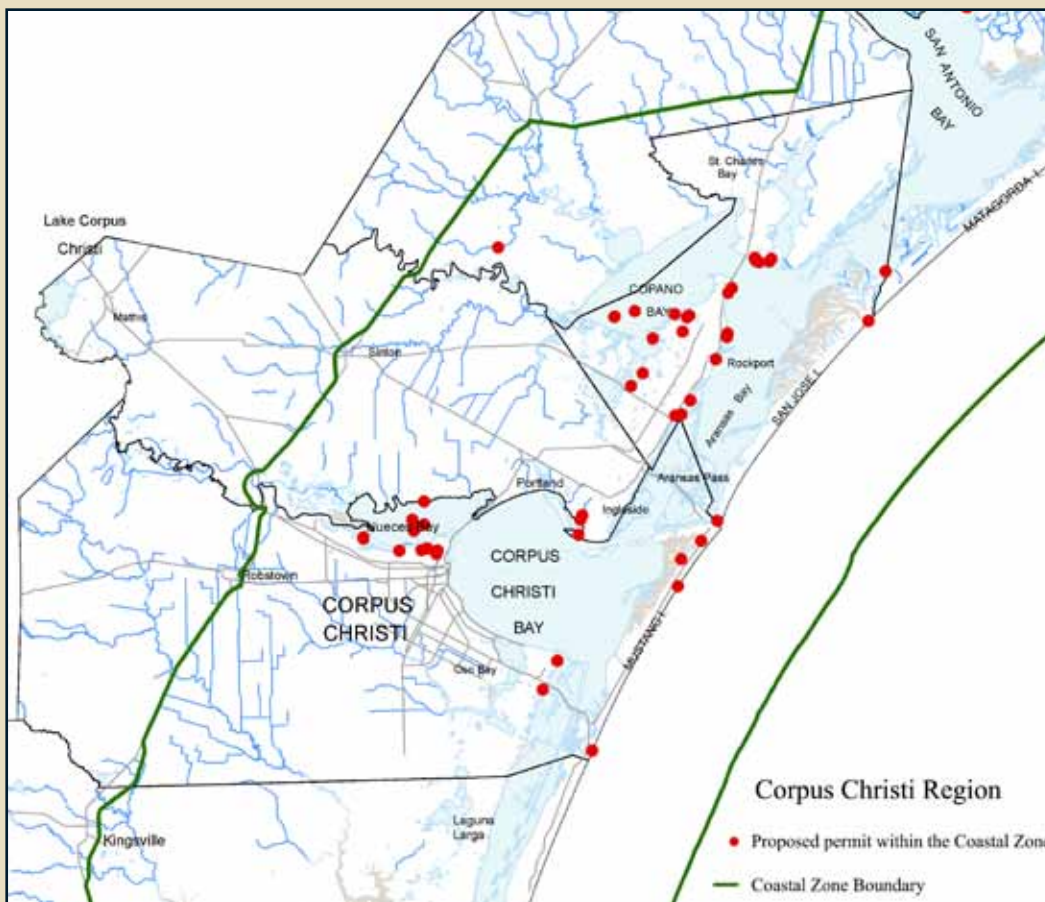 SAN ANTONIO
BAY
St. Charles
Bay
MATAGORDA I.
Lake Corpus
Christi
COPANO
BAY
Mathis
Sinton
Rockport
SAN JOSE I.
Aransas Bay
Aransas Pass
Portland
Ingleside
Nueces Bay
CORPUS
CHRISTI
BAY
Robstown
CORPUS
CHRISTI
MUSTANG I.
Oso Bay
Laguna
Larga
Kingsville
Corpus Christi Region
Proposed permit within the Coastal Zone
Coastal Zone Boundary